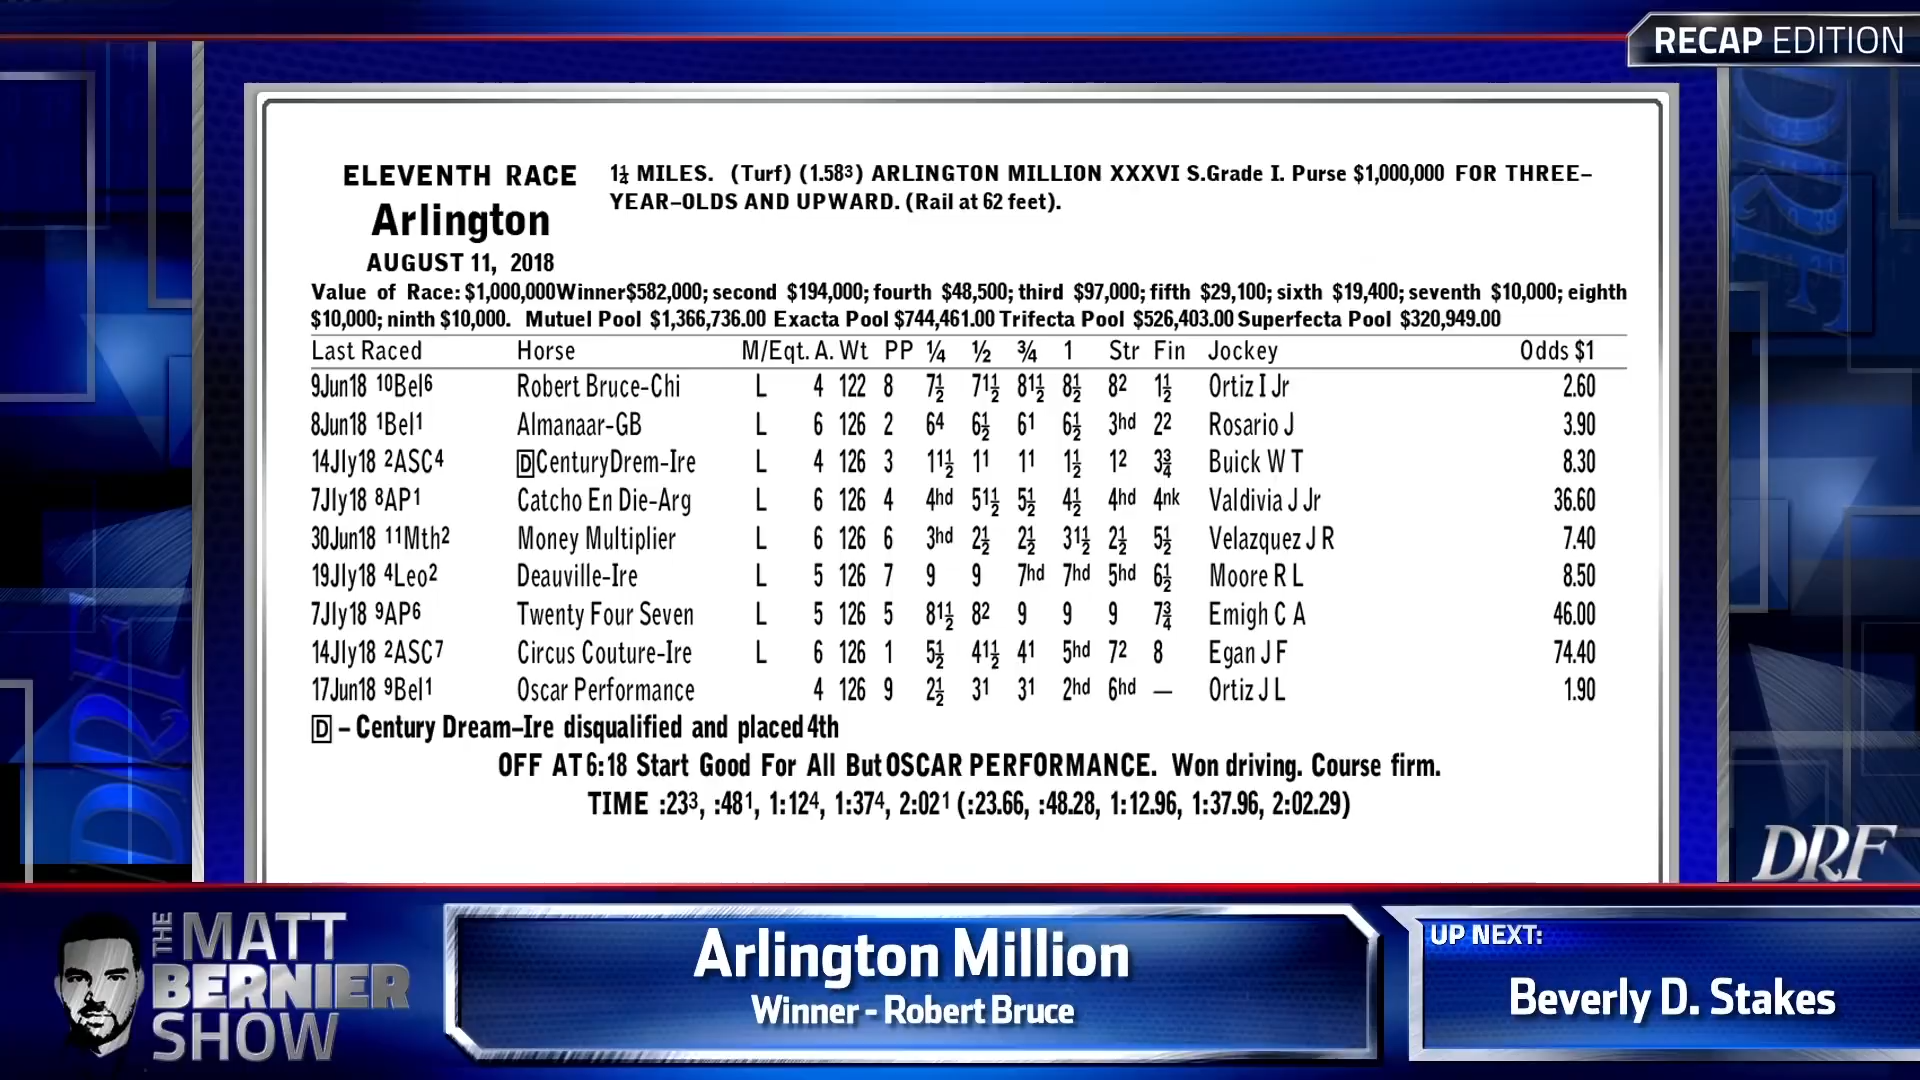 RECAP EDITION
ELEVENTH RACE
Arlington
AUGUST 11, 2018
1¼ MILES. (Turf) (1.58³) ARLINGTON MILLION XXXVI S.Grade I. Purse $1,000,000 FOR THREE-
YEAR-OLDS AND UPWARD. (Rail at 62 feet).
Value of Race: $1,000,000Winner$582,000; second $194,000; fourth $48,500; third $97,000; fifth $29,100; sixth $19,400; seventh $10,000; eighth
$10,000; ninth $10,000. Mutuel Pool $1,366,736.00 Exacta Pool $744,461.00 Trifecta Pool $526,403.00 Superfecta Pool $320,949.00
Last Raced Horse M/Eqt. A. Wt PP ¼ ½ ¾ 1 Str Fin Jockey Odds $1
9Jun18 ¹⁰Bel⁶ Robert Bruce-Chi L 4 122 8 7½ 71½ 81½ 8½ 8² 1½ Ortiz I Jr 2.60
8Jun18 ¹Bel¹ Almanaar-GB L 6 126 2 6⁴ 6½ 6¹ 6½ 3hd 2² Rosario J 3.90
14Jly18 ²ASC⁴ 🄳CenturyDrem-Ire L 4 126 3 11½ 1¹ 1¹ 1½ 1² 3¾ Buick W T 8.30
7Jly18 ⁸AP¹ Catcho En Die-Arg L 6 126 4 4hd 51½ 5½ 4½ 4hd 4nk Valdivia J Jr 36.60
30Jun18 ¹¹Mth² Money Multiplier L 6 126 6 3hd 2½ 2½ 31½ 2½ 5½ Velazquez J R 7.40
19Jly18 ⁴Leo² Deauville-Ire L 5 126 7 9 9 7hd 7hd 5hd 6½ Moore R L 8.50
7Jly18 ⁹AP⁶ Twenty Four Seven L 5 126 5 81½ 8² 9 9 9 7¾ Emigh C A 46.00
14Jly18 ²ASC⁷ Circus Couture-Ire L 6 126 1 5½ 41½ 4¹ 5hd 7² 8 Egan J F 74.40
17Jun18 ⁹Bel¹ Oscar Performance 4 126 9 2½ 3¹ 3¹ 2hd 6hd — Ortiz J L 1.90
🄳 – Century Dream-Ire disqualified and placed 4th
OFF AT 6:18 Start Good For All But OSCAR PERFORMANCE. Won driving. Course firm.
TIME :23³, :48¹, 1:12⁴, 1:37⁴, 2:02¹ (:23.66, :48.28, 1:12.96, 1:37.96, 2:02.29)
DRF
THE MATT
BERNIER
SHOW
Arlington Million
Winner - Robert Bruce
UP NEXT:
Beverly D. Stakes